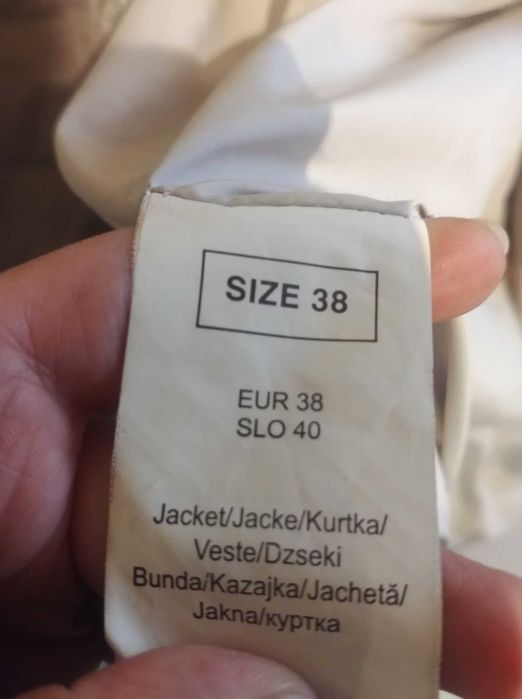 SIZE 38
EUR 38
SLO 40
Jacket/Jacke/Kurtka/
Veste/Dzseki
Bunda/Kazajka/Jachetă/
Jakna/куртка